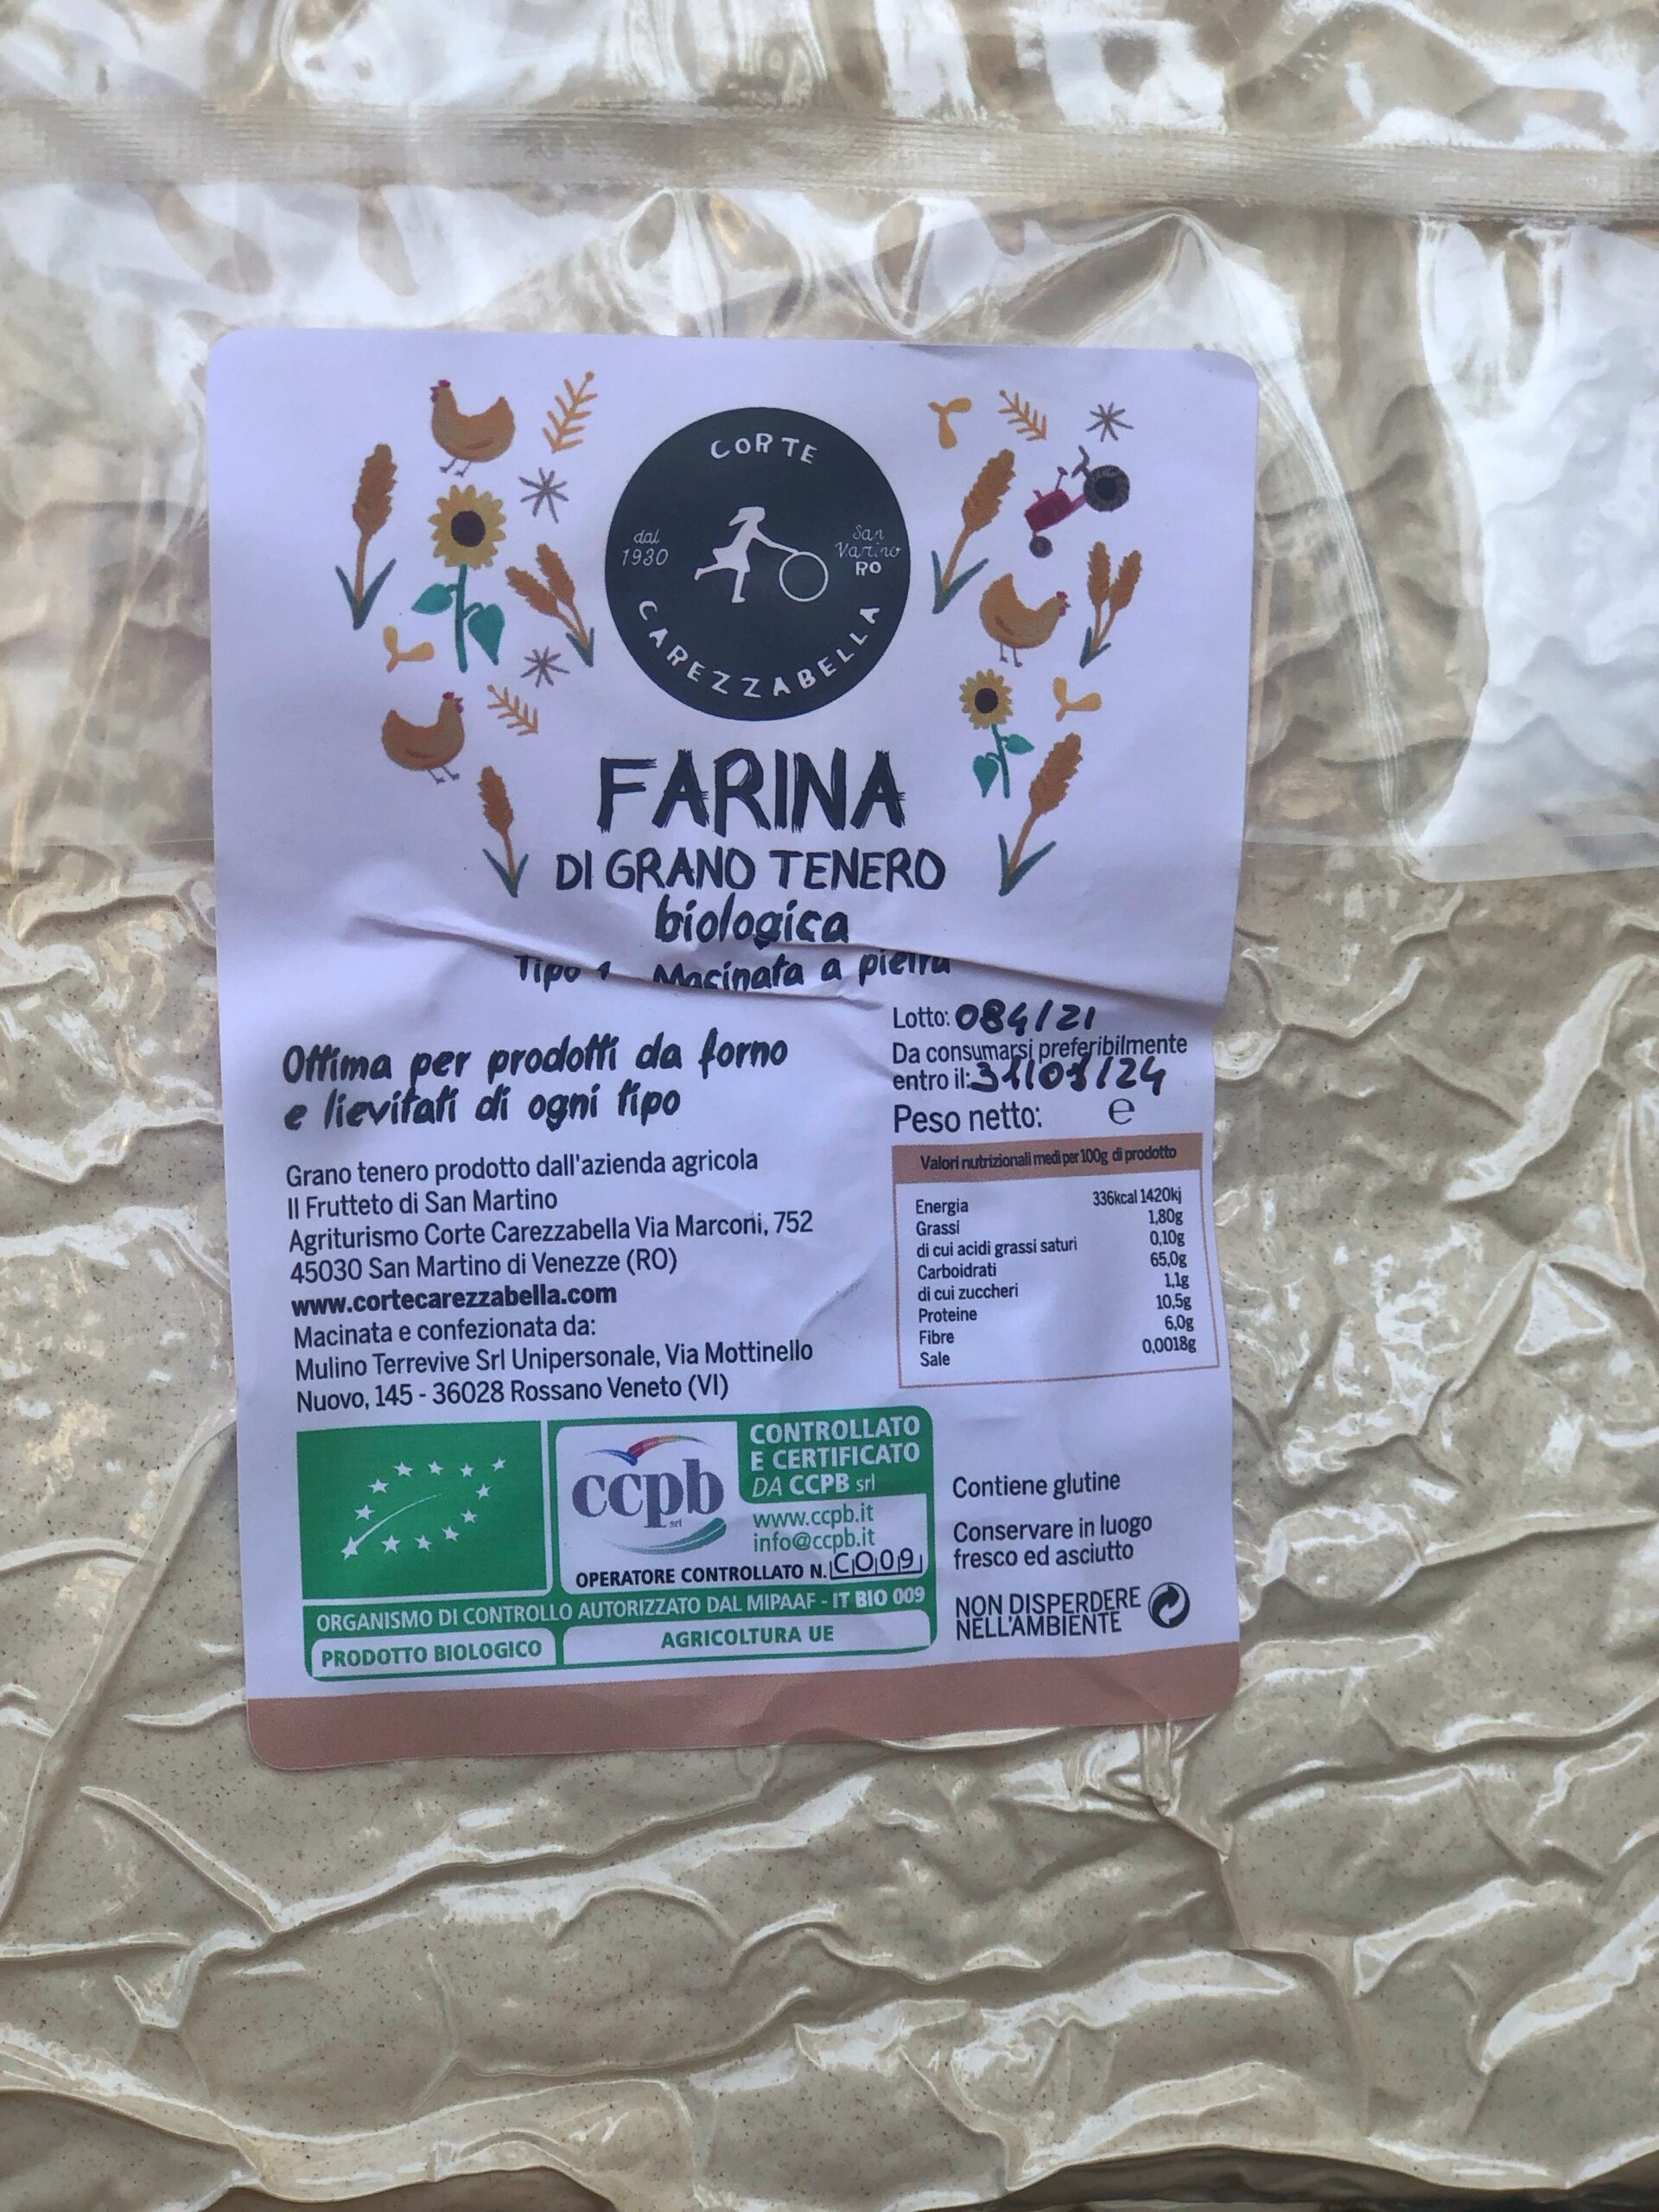 CORTE
dal
1930
San
Martino
RO
CAREZZABELLA
FARINA
DI GRANO TENERO
biologica
Tipo 1 Macinata a pietra
Ottima per prodotti da forno
e lievitati di ogni tipo
Lotto: 084/21
Da consumarsi preferibilmente
entro il: 31/01/24
Peso netto: e
Grano tenero prodotto dall'azienda agricola
Il Frutteto di San Martino
Agriturismo Corte Carezzabella Via Marconi, 752
45030 San Martino di Venezze (RO)
www.cortecarezzabella.com
Macinata e confezionata da:
Mulino Terrevive Srl Unipersonale, Via Mottinello
Nuovo, 145 - 36028 Rossano Veneto (VI)
Valori nutrizionali medi per 100g di prodotto
Energia 336kcal 1420kj
Grassi 1,80g
di cui acidi grassi saturi 0,10g
Carboidrati 65,0g
di cui zuccheri 1,1g
Proteine 10,5g
Fibre 6,0g
Sale 0,0018g
ccpb
srl
CONTROLLATO
E CERTIFICATO
DA CCPB srl
www.ccpb.it
info@ccpb.it
OPERATORE CONTROLLATO N. C009
ORGANISMO DI CONTROLLO AUTORIZZATO DAL MIPAAF - IT BIO 009
PRODOTTO BIOLOGICO
AGRICOLTURA UE
Contiene glutine
Conservare in luogo
fresco ed asciutto
NON DISPERDERE
NELL'AMBIENTE